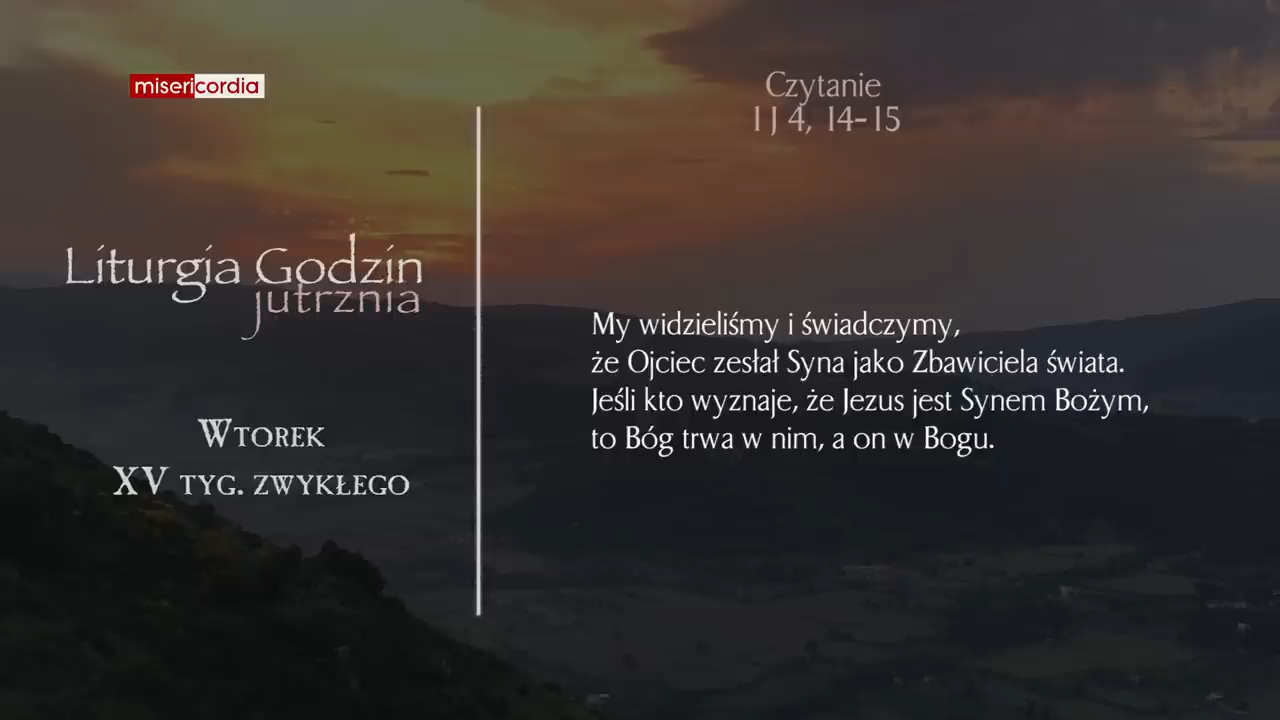 misericordia
Liturgia Godzin
jutrznia
Wtorek
XV tyg. zwykłego
Czytanie
1 J 4, 14-15
My widzieliśmy i świadczymy,
że Ojciec zesłał Syna jako Zbawiciela świata.
Jeśli kto wyznaje, że Jezus jest Synem Bożym,
to Bóg trwa w nim, a on w Bogu.